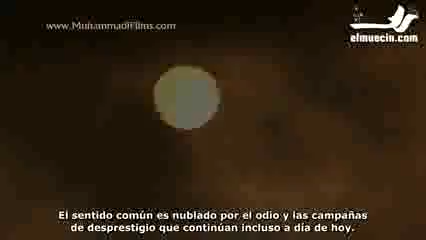 www.MuhammadiFilms.com
elmuecin.com
El sentido común es nublado por el odio y las campañas
de desprestigio que continúan incluso a día de hoy.